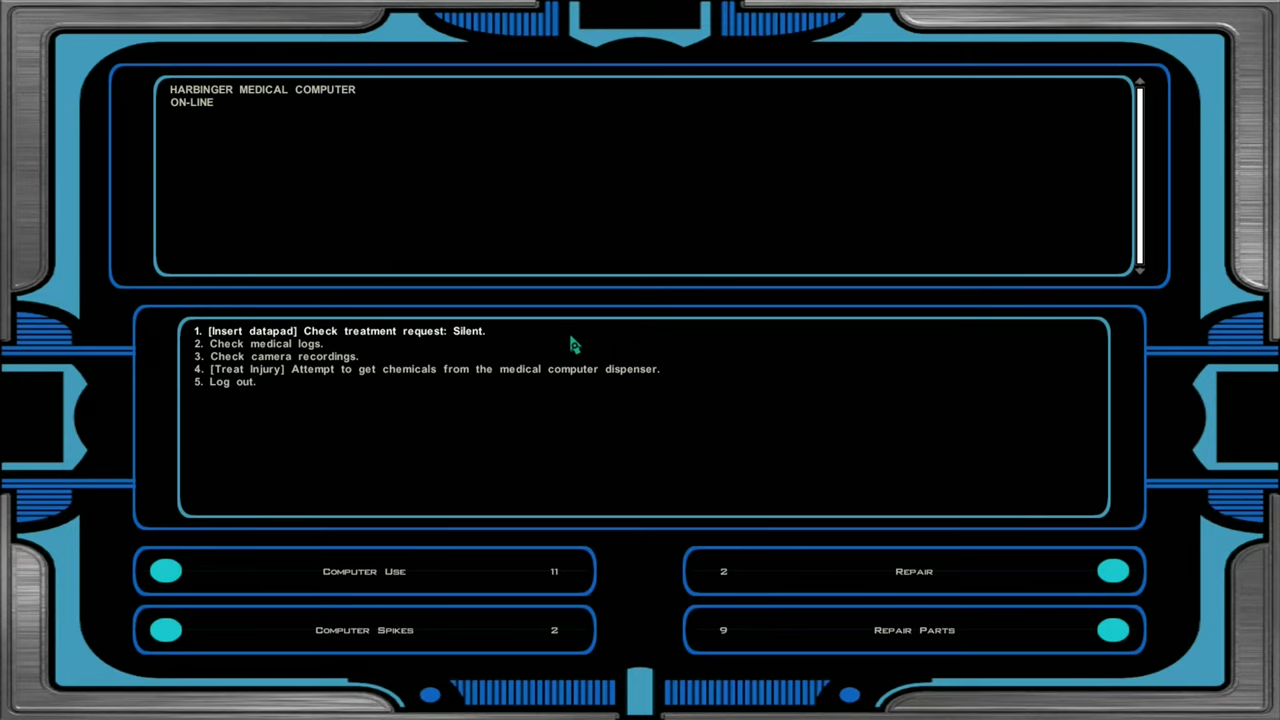 HARBINGER MEDICAL COMPUTER
ON-LINE
1. [Insert datapad] Check treatment request: Silent.
2. Check medical logs.
3. Check camera recordings.
4. [Treat Injury] Attempt to get chemicals from the medical computer dispenser.
5. Log out.
Computer Use 11
2 Repair
Computer Spikes 2
9 Repair Parts